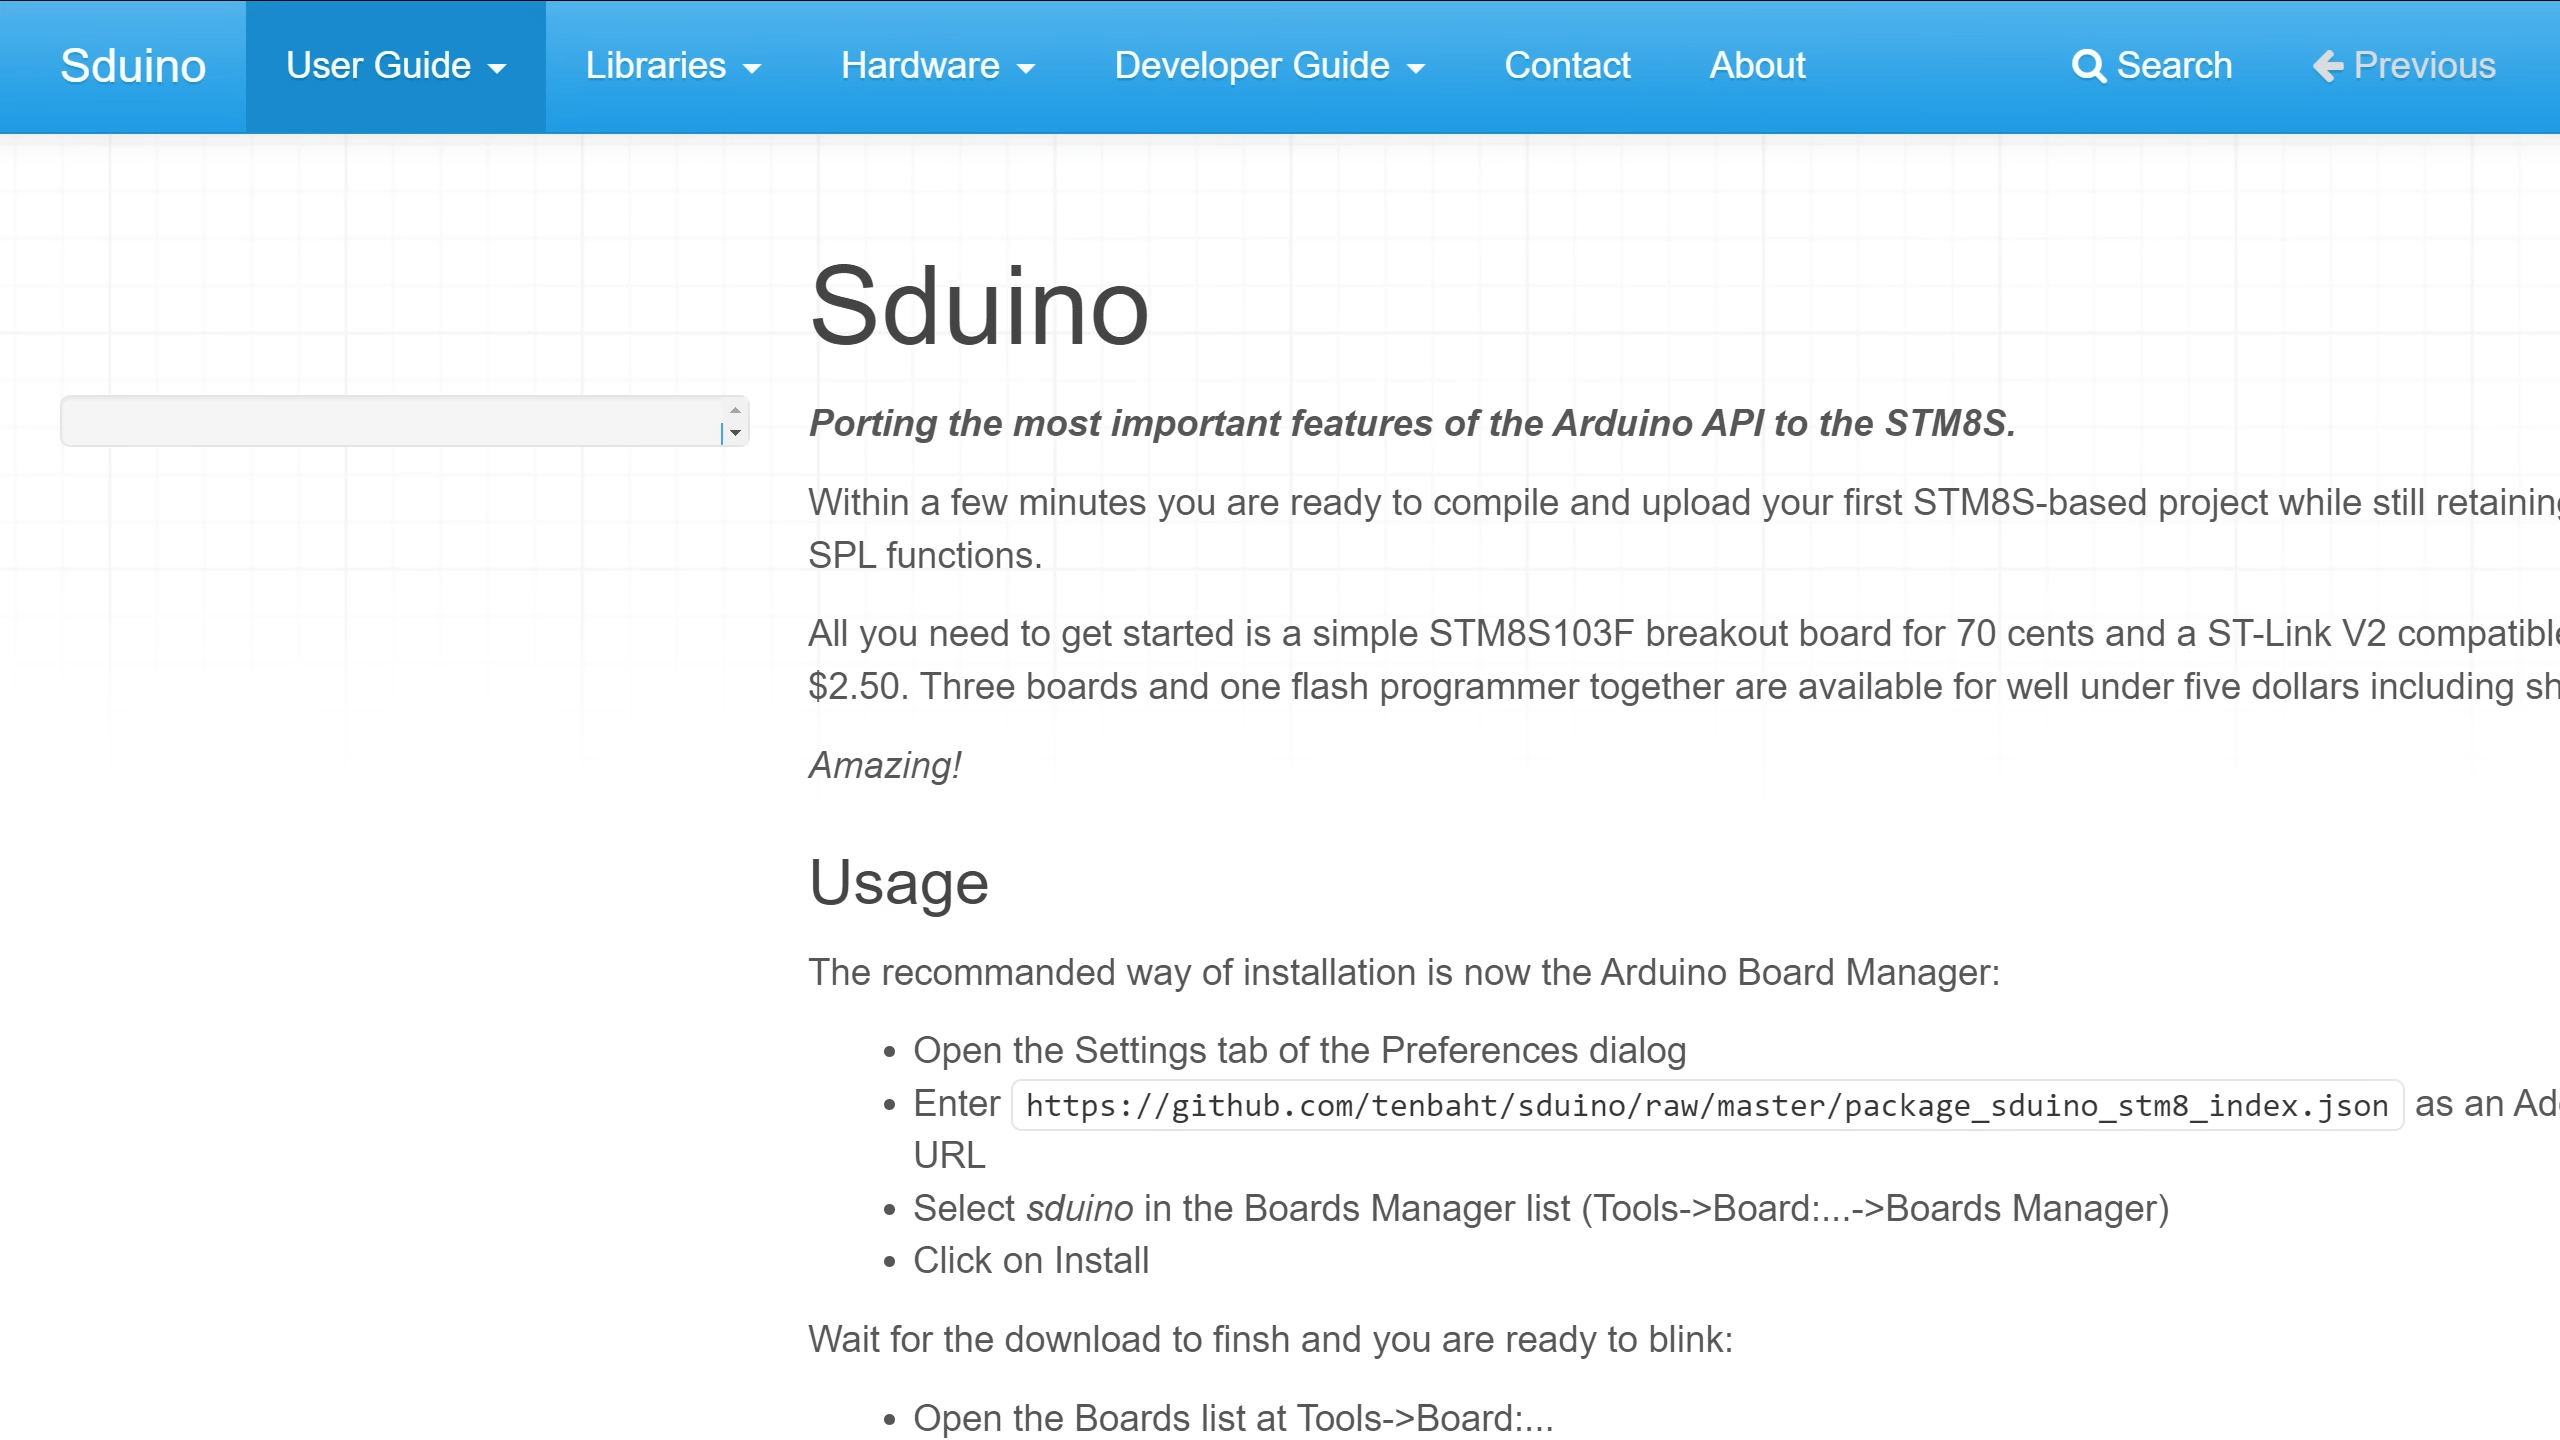 Sduino User Guide Libraries Hardware Developer Guide Contact About Search Previous
Sduino
Porting the most important features of the Arduino API to the STM8S.
Within a few minutes you are ready to compile and upload your first STM8S-based project while still retaining
SPL functions.
All you need to get started is a simple STM8S103F breakout board for 70 cents and a ST-Link V2 compatible
$2.50. Three boards and one flash programmer together are available for well under five dollars including
Amazing!
Usage
The recommanded way of installation is now the Arduino Board Manager:
• Open the Settings tab of the Preferences dialog
• Enter https://github.com/tenbaht/sduino/raw/master/package_sduino_stm8_index.json as an
URL
• Select sduino in the Boards Manager list (Tools->Board:...->Boards Manager)
• Click on Install
Wait for the download to finsh and you are ready to blink:
• Open the Boards list at Tools->Board:...